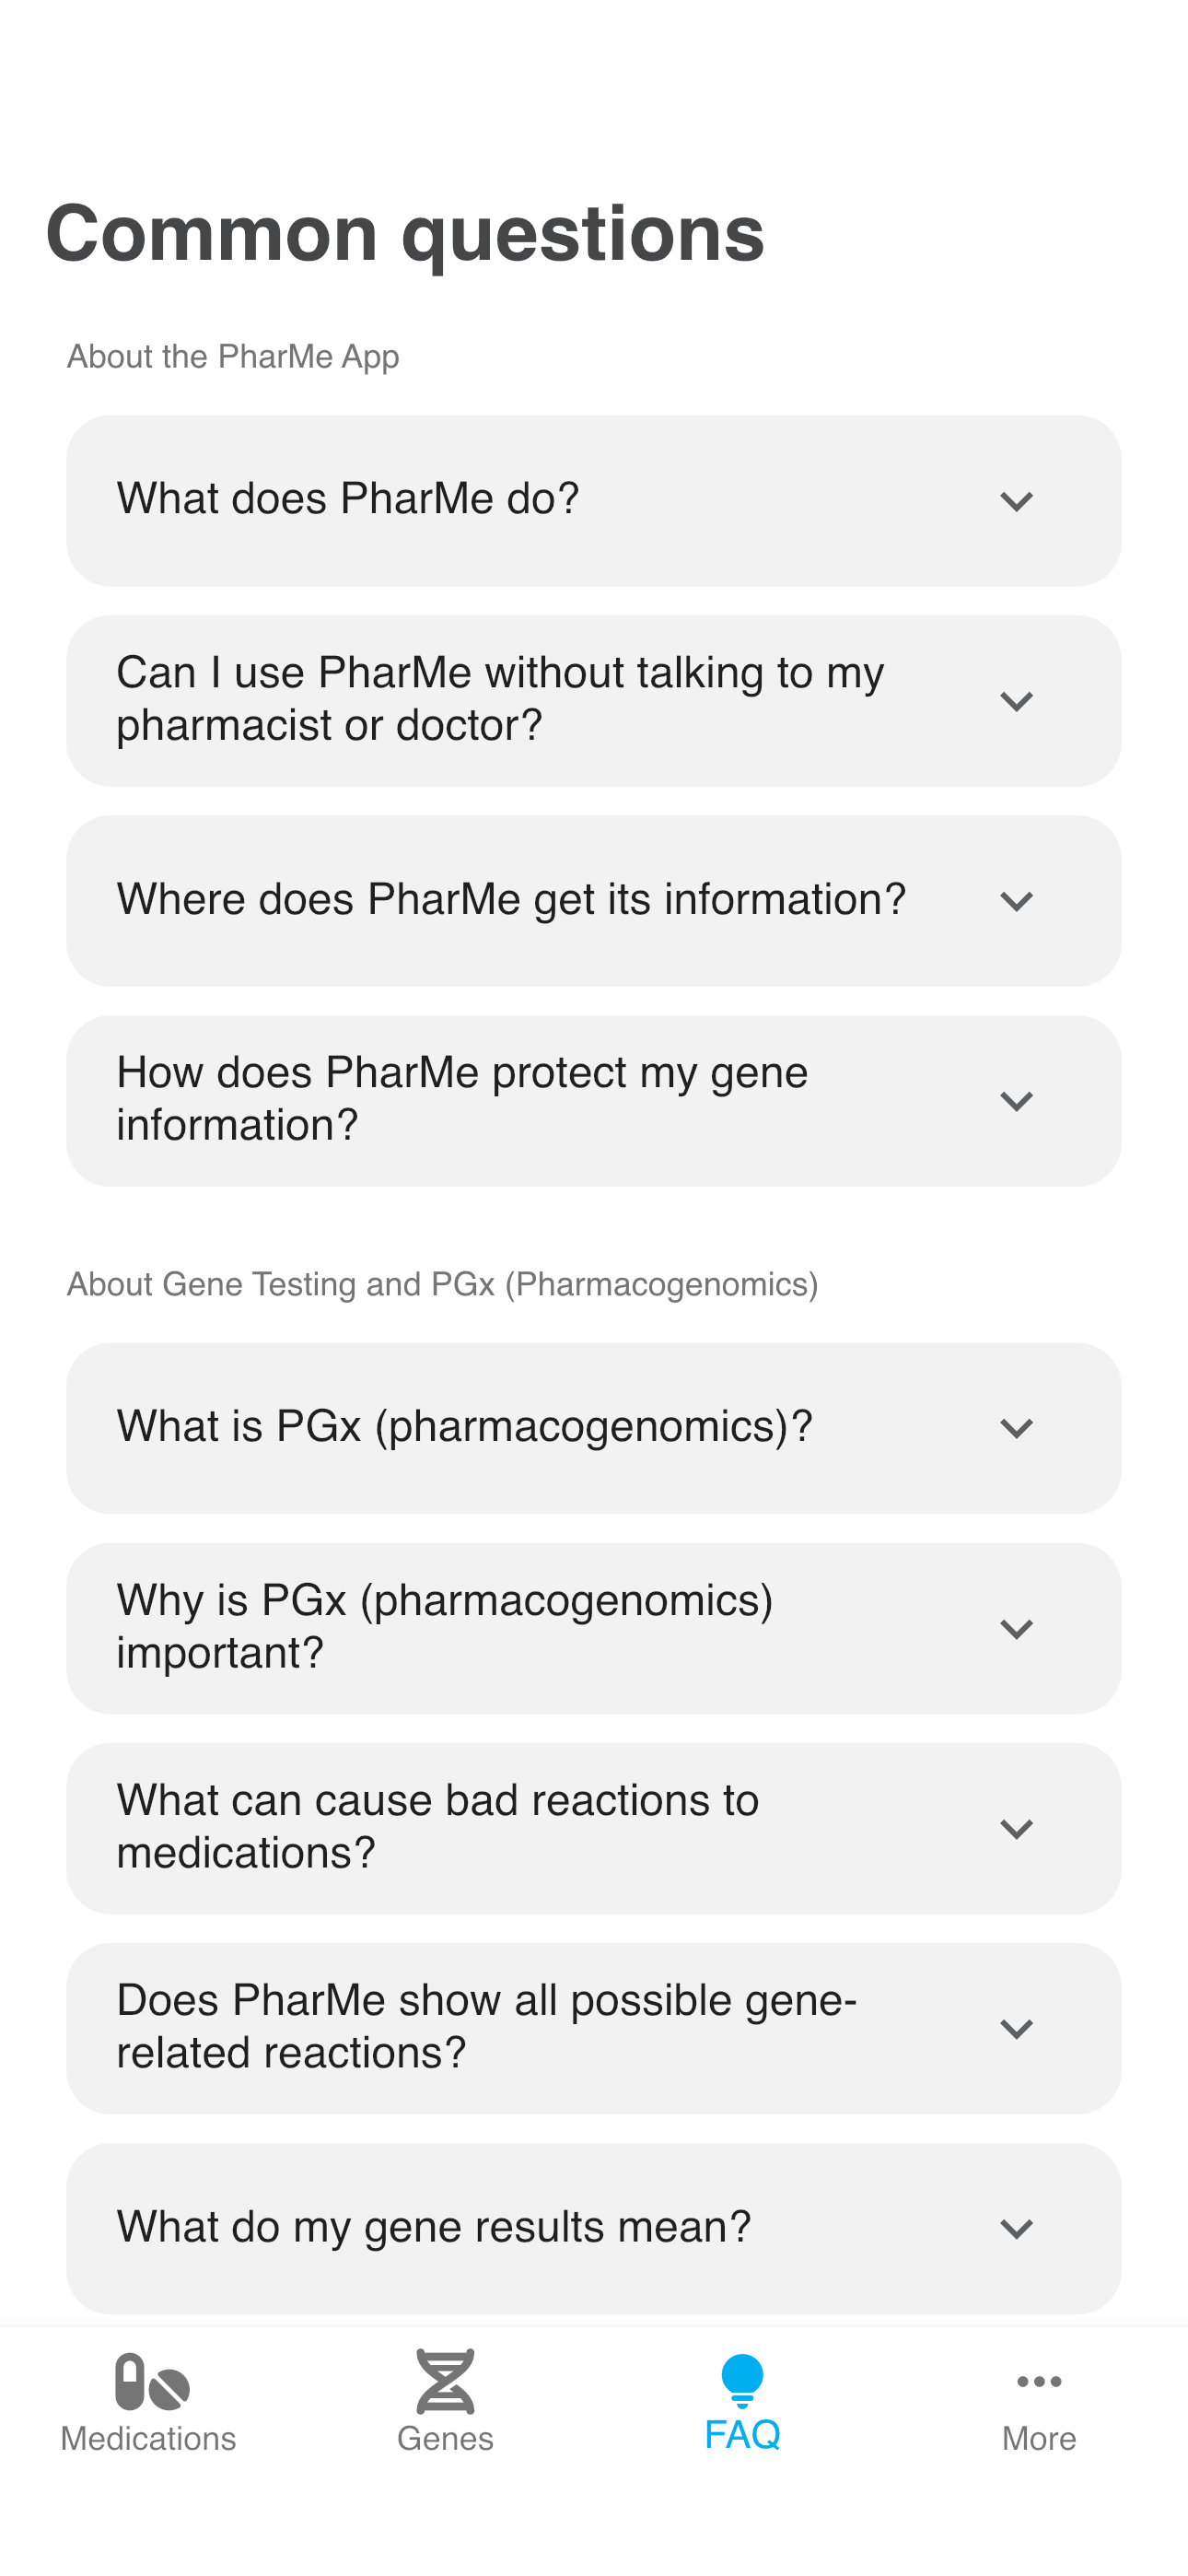 Common questions
About the PharMe App
What does PharMe do?
Can I use PharMe without talking to my
pharmacist or doctor?
Where does PharMe get its information?
How does PharMe protect my gene
information?
About Gene Testing and PGx (Pharmacogenomics)
What is PGx (pharmacogenomics)?
Why is PGx (pharmacogenomics)
important?
What can cause bad reactions to
medications?
Does PharMe show all possible gene-
related reactions?
What do my gene results mean?
Medications
Genes
FAQ
More